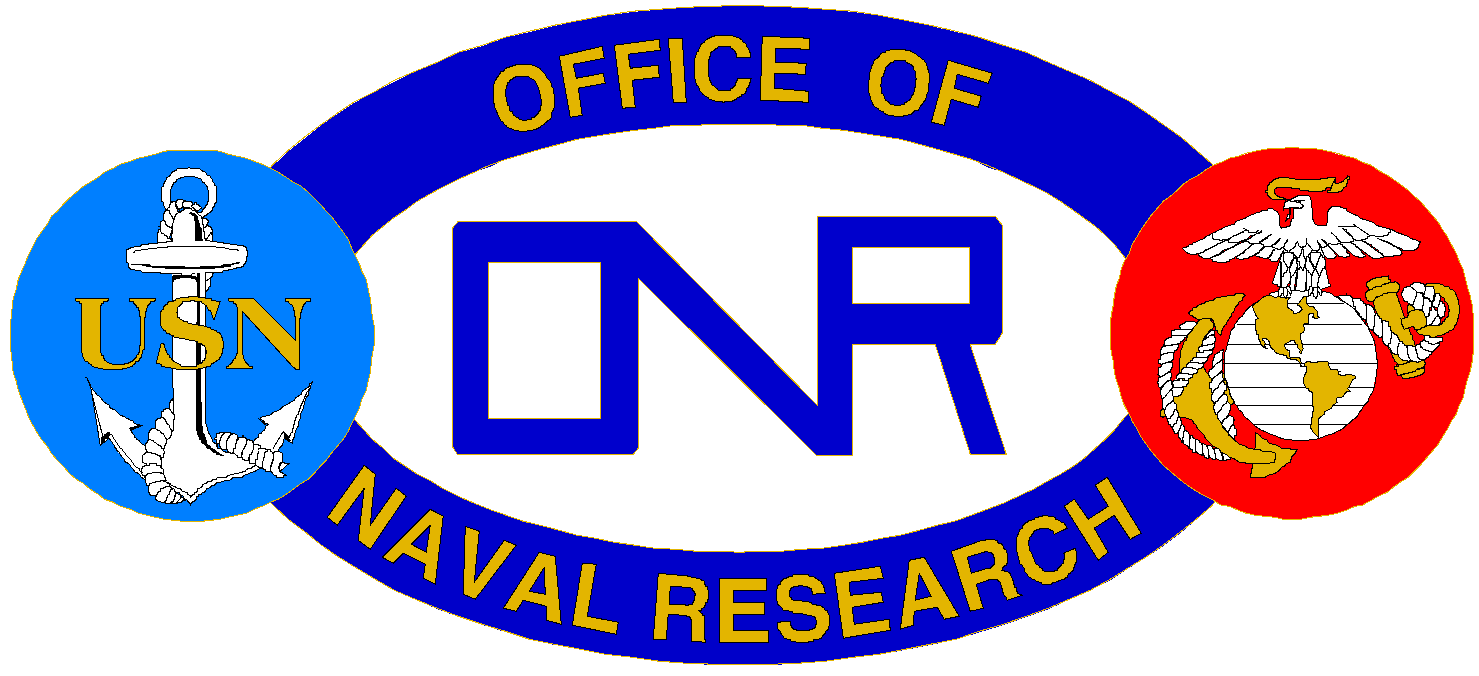 OFFICE OF
USN
ONR
NAVAL RESEARCH